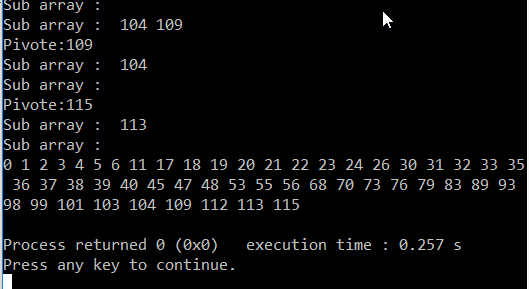 Sub array :
Sub array :  104 109
Pivote:109
Sub array :  104
Sub array :
Pivote:115
Sub array :  113
Sub array :
0 1 2 3 4 5 6 11 17 18 19 20 21 22 23 24 26 30 31 32 33 35
 36 37 38 39 40 45 47 48 53 55 56 68 70 73 76 79 83 89 93
98 99 101 103 104 109 112 113 115
Process returned 0 (0x0)   execution time : 0.257 s
Press any key to continue.